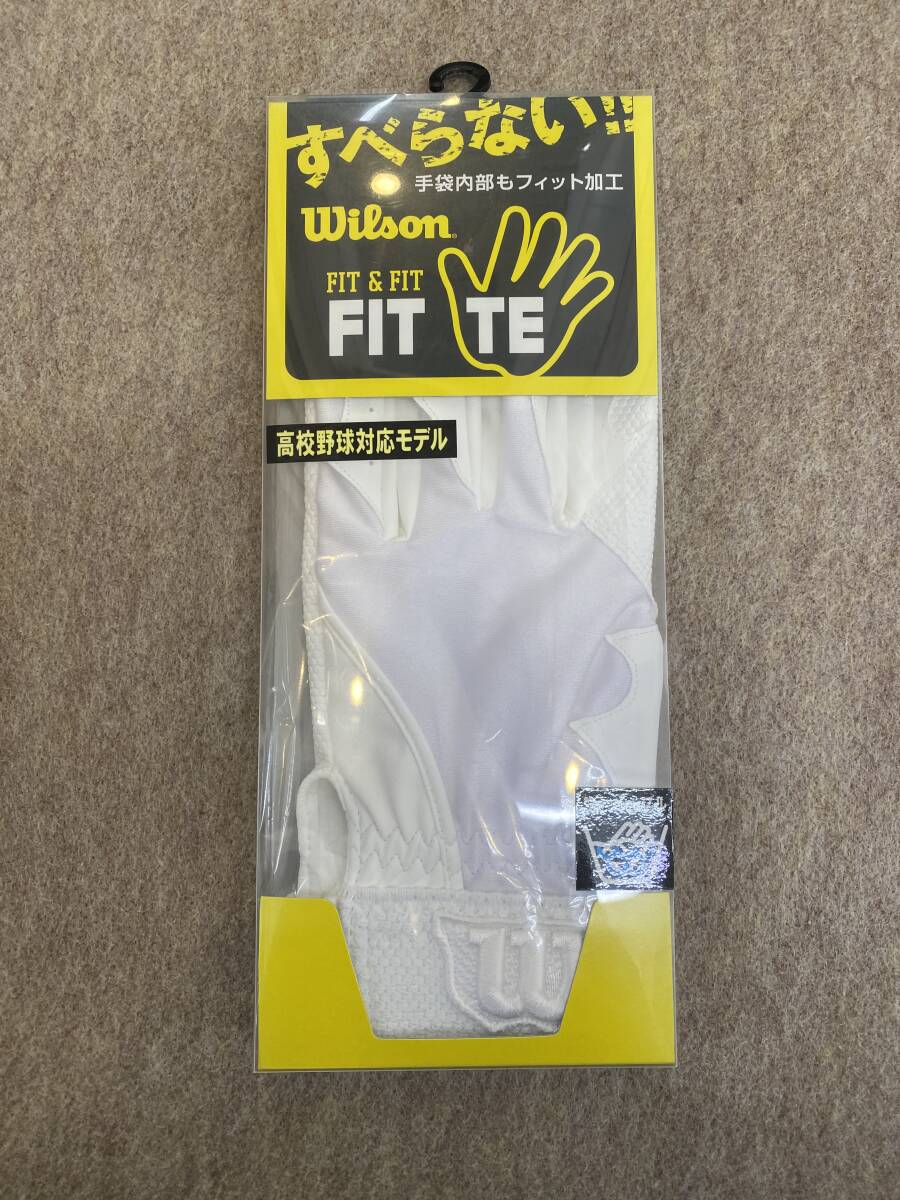 すべらない!!
手袋内部もフィット加工
Wilson®
FIT & FIT
FIT TE
高校野球対応モデル
W